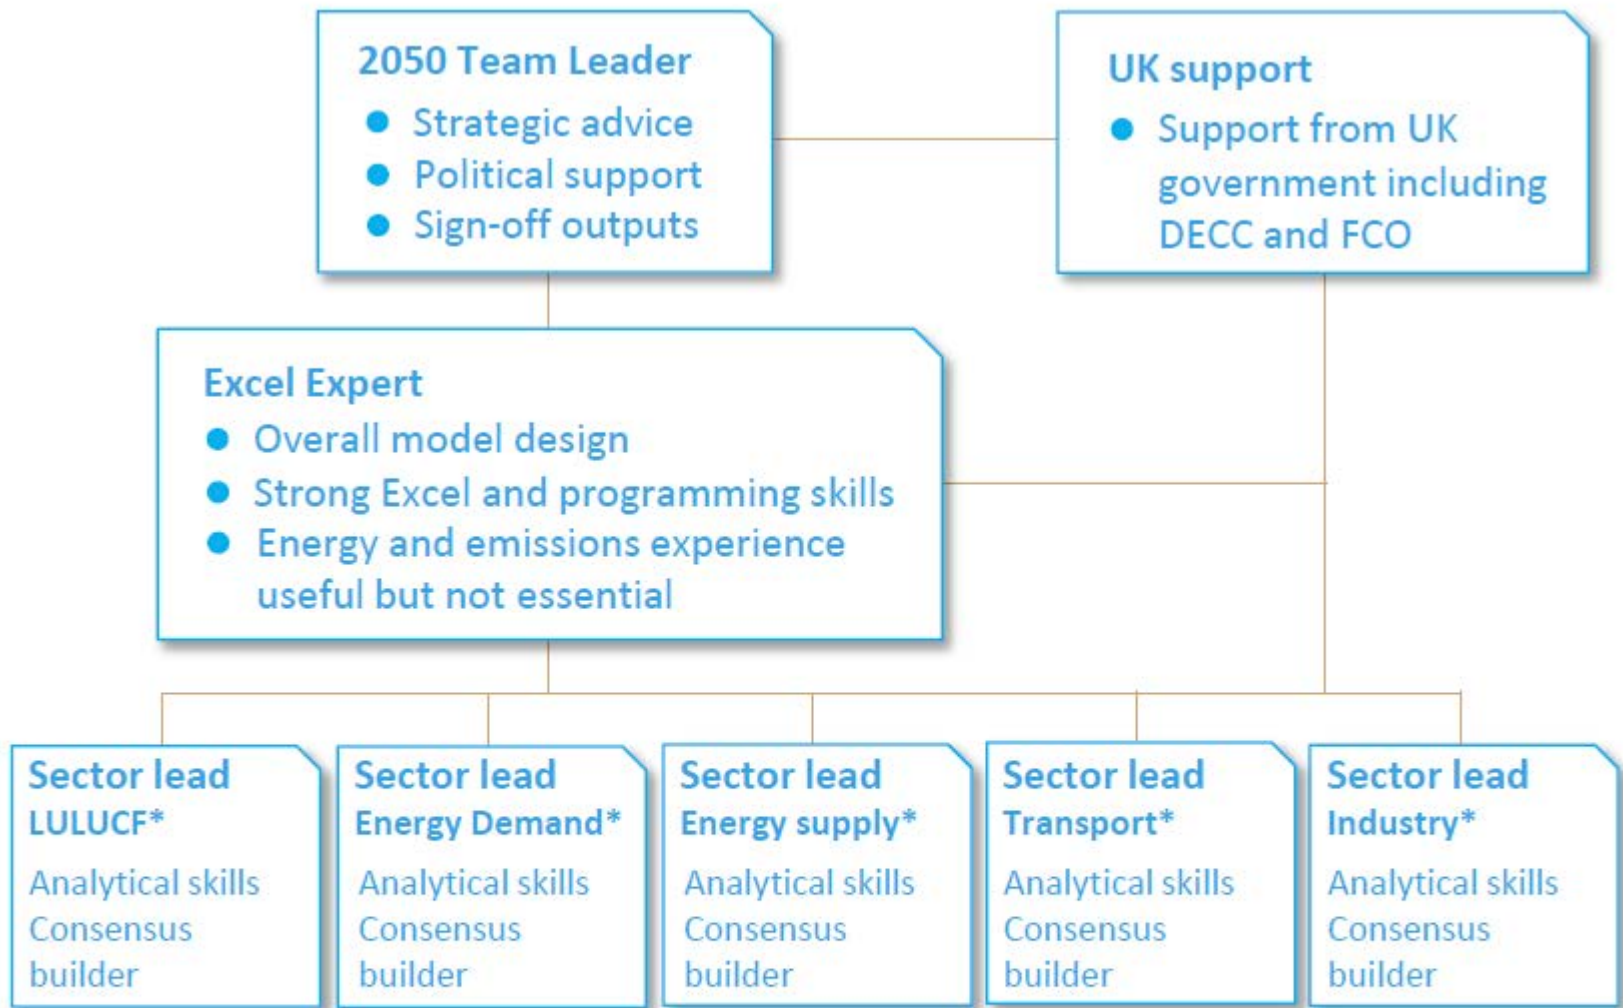 2050 Team Leader
● Strategic advice
● Political support
● Sign-off outputs
UK support
● Support from UK
government including
DECC and FCO
Excel Expert
● Overall model design
● Strong Excel and programming skills
● Energy and emissions experience
useful but not essential
Sector lead
LULUCF*
Analytical skills
Consensus
builder
Sector lead
Energy Demand*
Analytical skills
Consensus
builder
Sector lead
Energy supply*
Analytical skills
Consensus
builder
Sector lead
Transport*
Analytical skills
Consensus
builder
Sector lead
Industry*
Analytical skills
Consensus
builder